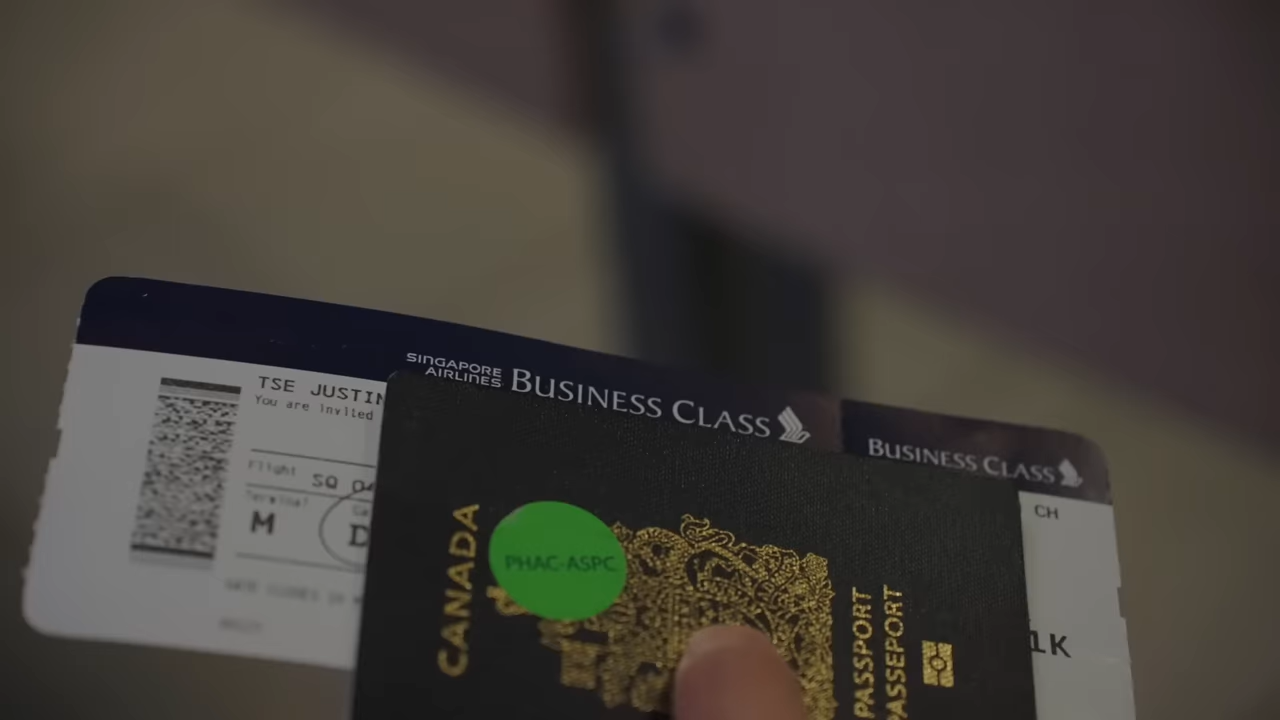 SINGAPORE
AIRLINES
BUSINESS CLASS
BUSINESS CLASS
TSE JUSTIN
You are invited
Flight
SQ
Terminal
M
D
CH
1K
CANADA
PHAC-ASPC
PASSPORT
PASSEPORT